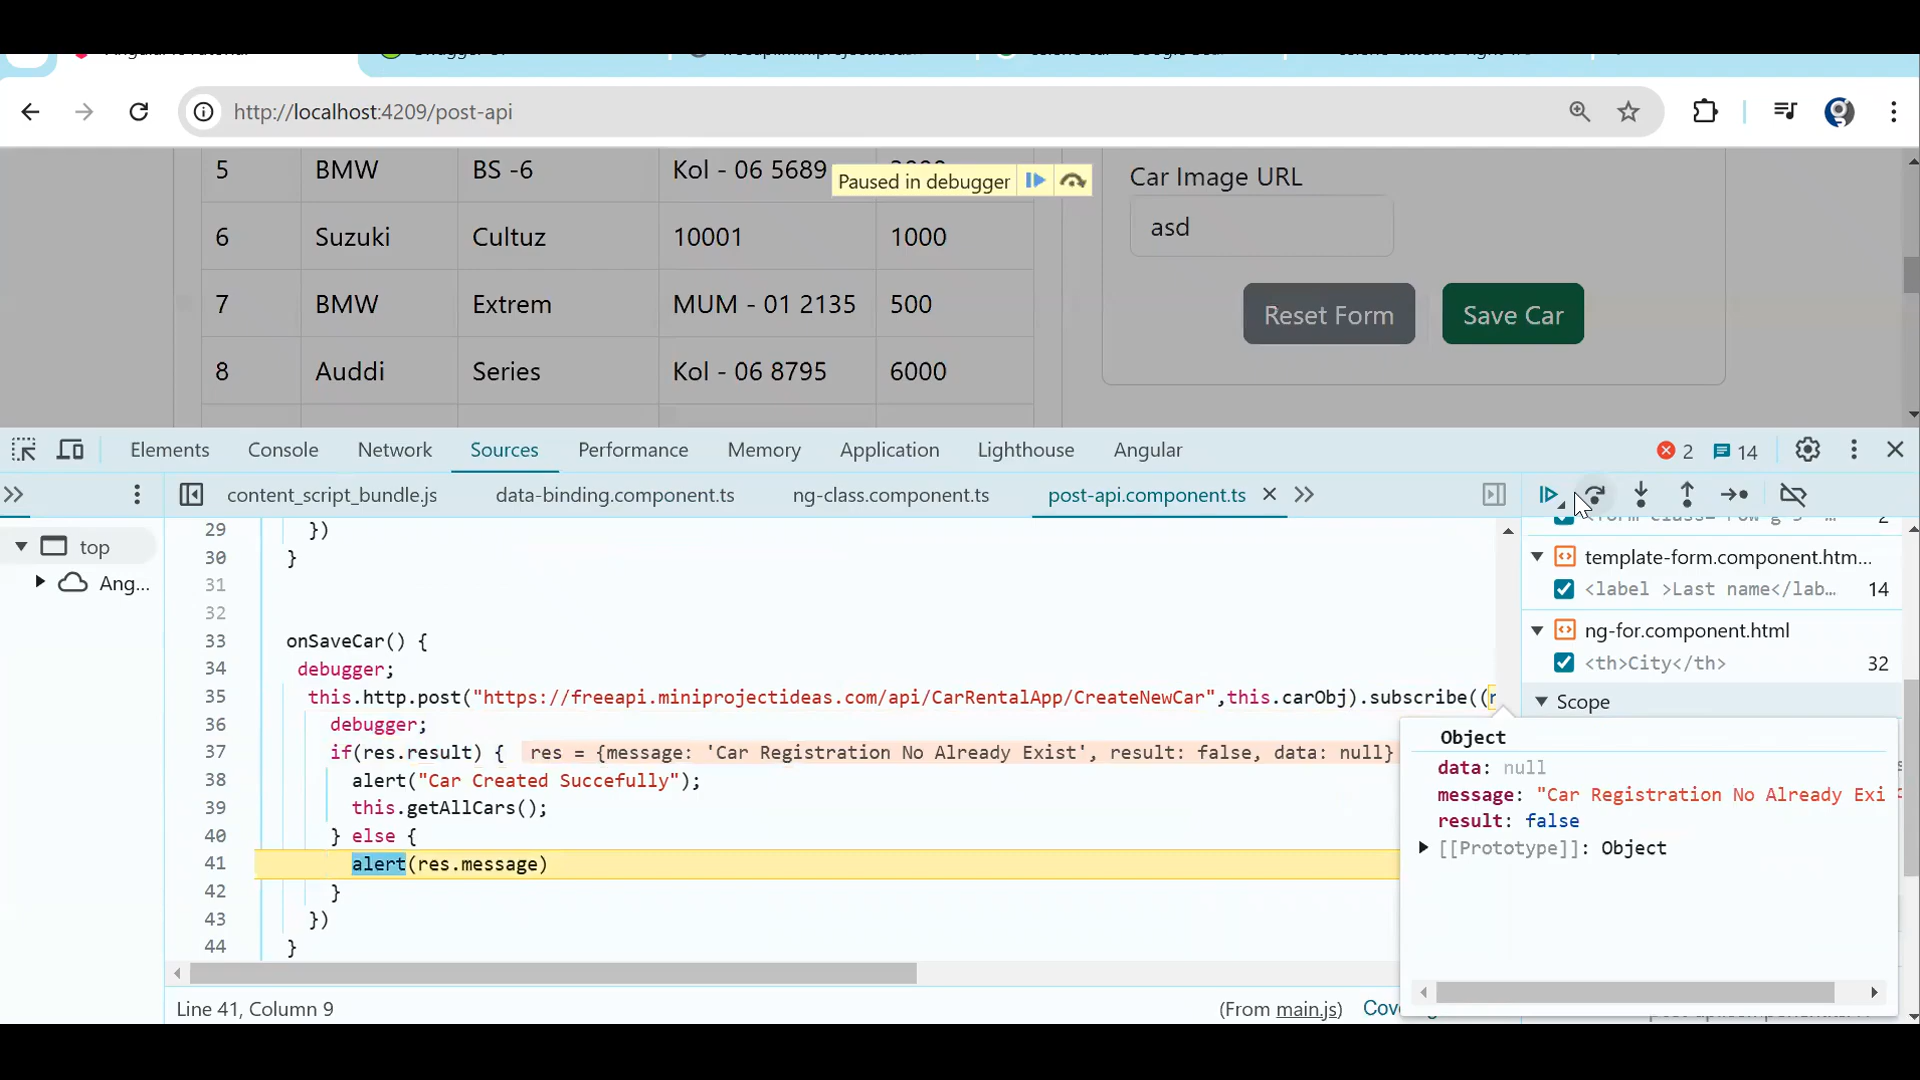 http://localhost:4209/post-api
5 BMW BS -6 Kol - 06 5689
6 Suzuki Cultuz 10001 1000
7 BMW Extrem MUM - 01 2135 500
8 Auddi Series Kol - 06 8795 6000
Paused in debugger
Car Image URL
asd
Reset Form Save Car
Elements Console Network Sources Performance Memory Application Lighthouse Angular 2 14
content_script_bundle.js data-binding.component.ts ng-class.component.ts post-api.component.ts
top
Ang...
29 })
30 }
31
32
33 onSaveCar() {
34 debugger;
35 this.http.post("https://freeapi.miniprojectideas.com/api/CarRentalApp/CreateNewCar",this.carObj).subscribe((r
36 debugger;
37 if(res.result) { res = {message: 'Car Registration No Already Exist', result: false, data: null}
38 alert("Car Created Succefully");
39 this.getAllCars();
40 } else {
41 alert(res.message)
42 }
43 })
44 }
2
template-form.component.htm...
<label >Last name</lab... 14
ng-for.component.html
<th>City</th> 32
Scope
Object
data: null
message: "Car Registration No Already Exi
result: false
[[Prototype]]: Object
Line 41, Column 9 (From main.js)